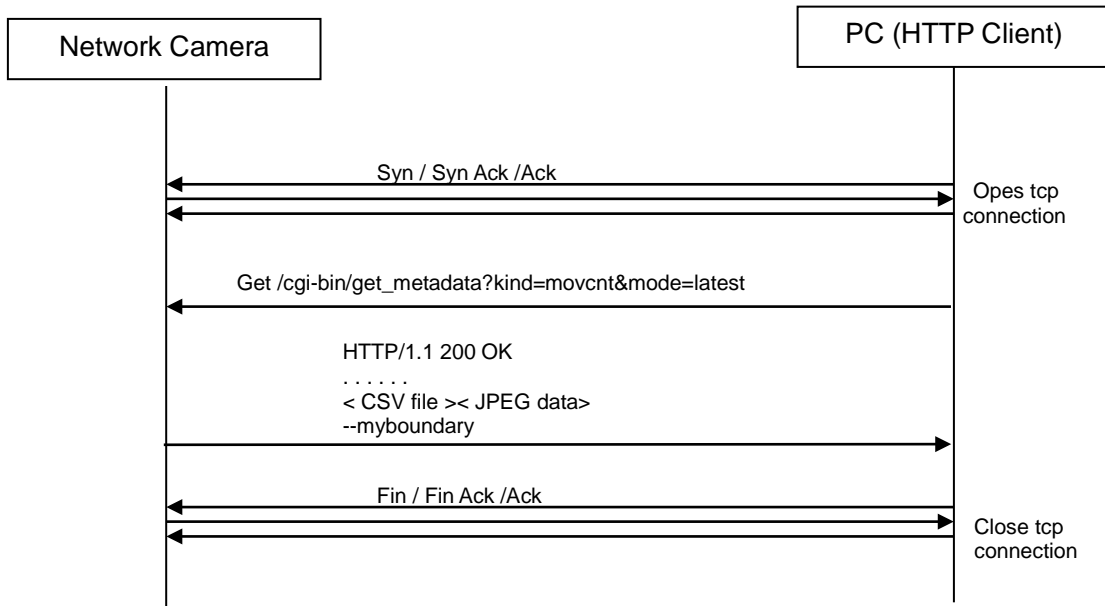 Network Camera
PC (HTTP Client)
Syn / Syn Ack /Ack
Opes tcp
connection
Get /cgi-bin/get_metadata?kind=movcnt&mode=latest
HTTP/1.1 200 OK
. . . . . .
< CSV file >< JPEG data>
--myboundary
Fin / Fin Ack /Ack
Close tcp
connection